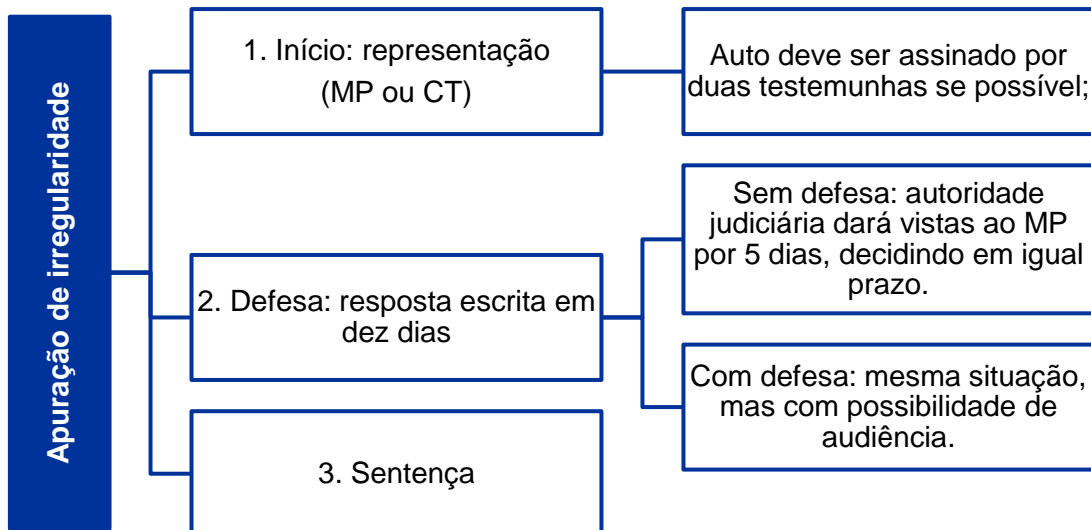 Apuração de irregularidade
1. Início: representação
(MP ou CT)
Auto deve ser assinado por
duas testemunhas se possível;
2. Defesa: resposta escrita em
dez dias
Sem defesa: autoridade
judiciária dará vistas ao MP
por 5 dias, decidindo em igual
prazo.
Com defesa: mesma situação,
mas com possibilidade de
audiência.
3. Sentença